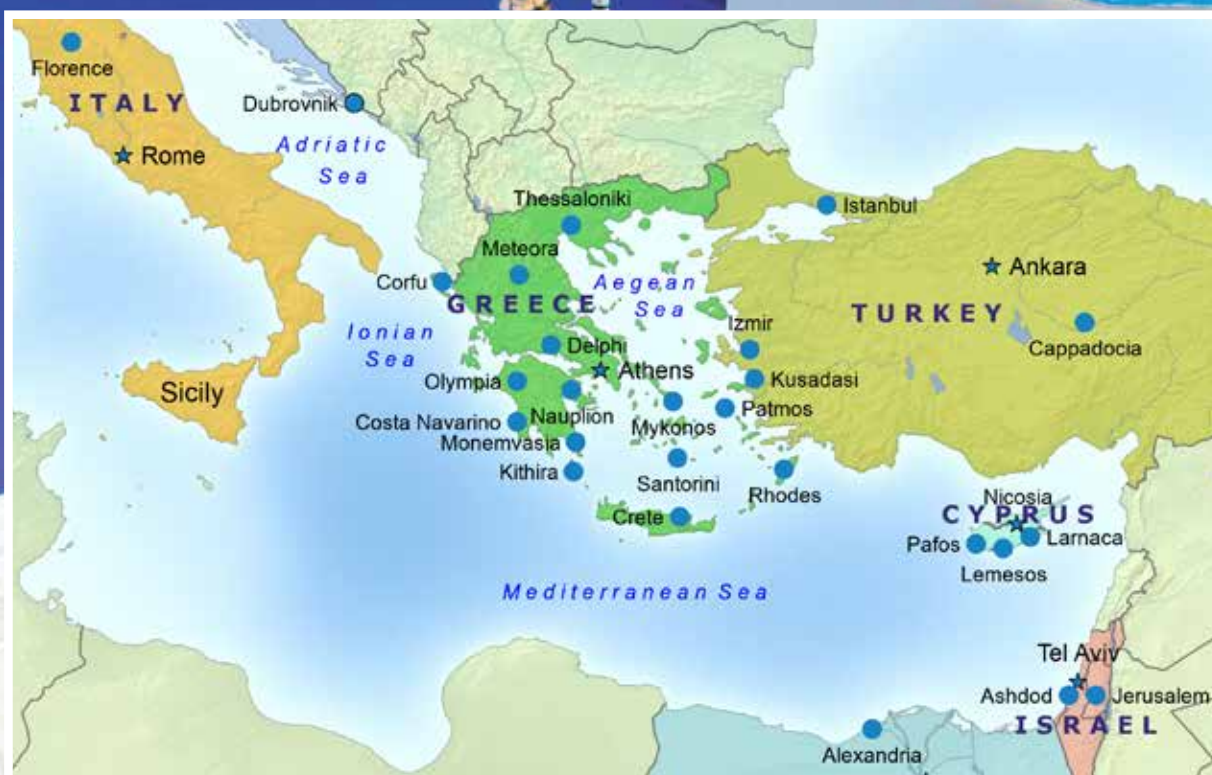 Florence
ITALY
Dubrovnik
Adriatic
Sea
Rome
Thessaloniki
Istanbul
Meteora
Ankara
Corfu
GREECE
Aegean
Sea
TURKEY
Ionian
Sea
Izmir
Delphi
Cappadocia
Athens
Sicily
Olympia
Kusadasi
Nauplion
Patmos
Costa Navarino
Mykonos
Monemvasia
Kithira
Santorini
Rhodes
Nicosia
Crete
CYPRUS
Pafos
Larnaca
Lemesos
Mediterranean Sea
Tel Aviv
Ashdod
Jerusalem
ISRAEL
Alexandria